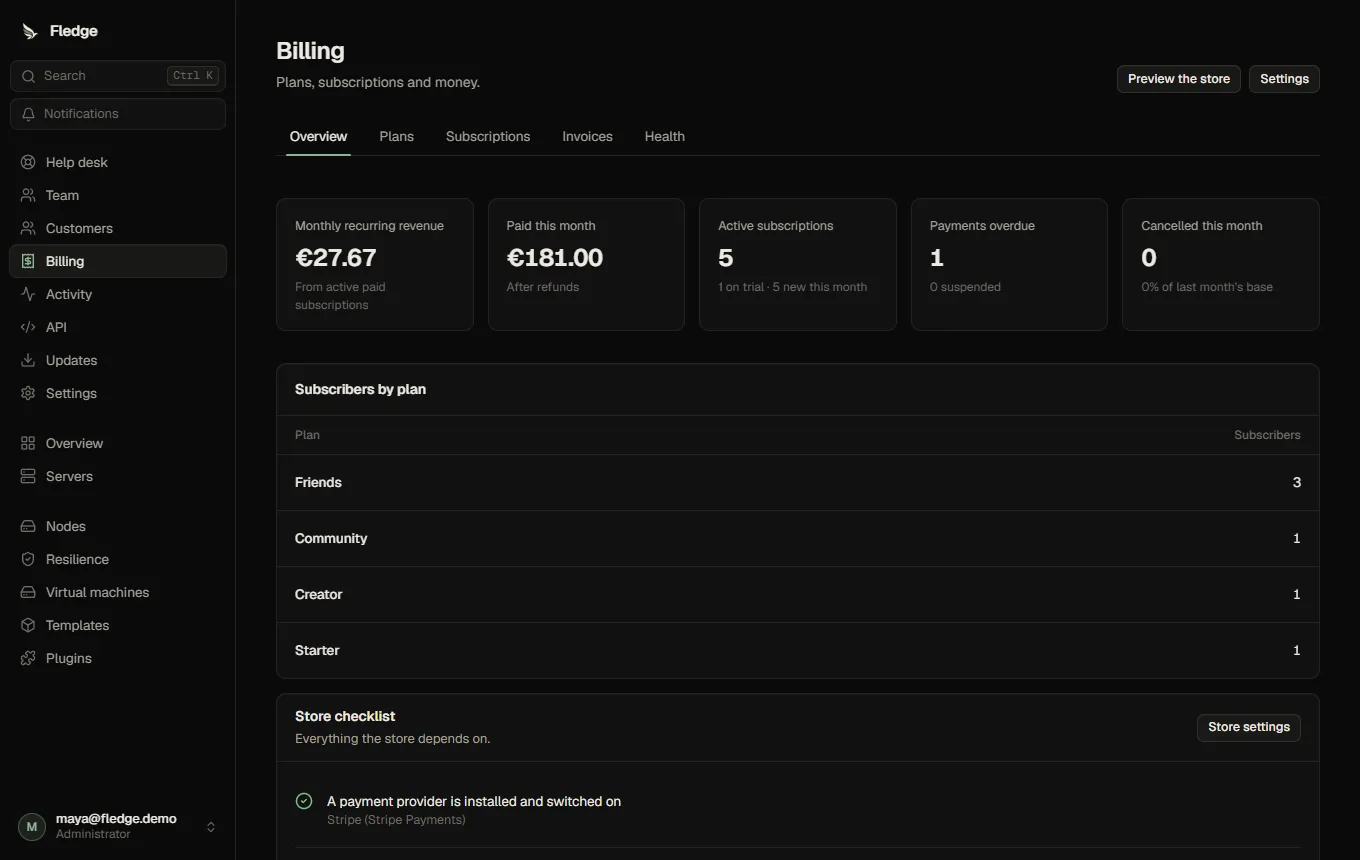 Fledge
Search
Ctrl K
Notifications
Help desk
Team
Customers
Billing
Activity
API
Updates
Settings
Overview
Servers
Nodes
Resilience
Virtual machines
Templates
Plugins
M
maya@fledge.demo
Administrator
Billing
Plans, subscriptions and money.
Preview the store
Settings
Overview
Plans
Subscriptions
Invoices
Health
Monthly recurring revenue
€27.67
From active paid
subscriptions
Paid this month
€181.00
After refunds
Active subscriptions
5
1 on trial · 5 new this month
Payments overdue
1
0 suspended
Cancelled this month
0
0% of last month's base
Subscribers by plan
Plan
Subscribers
Friends
3
Community
1
Creator
1
Starter
1
Store checklist
Everything the store depends on.
Store settings
A payment provider is installed and switched on
Stripe (Stripe Payments)